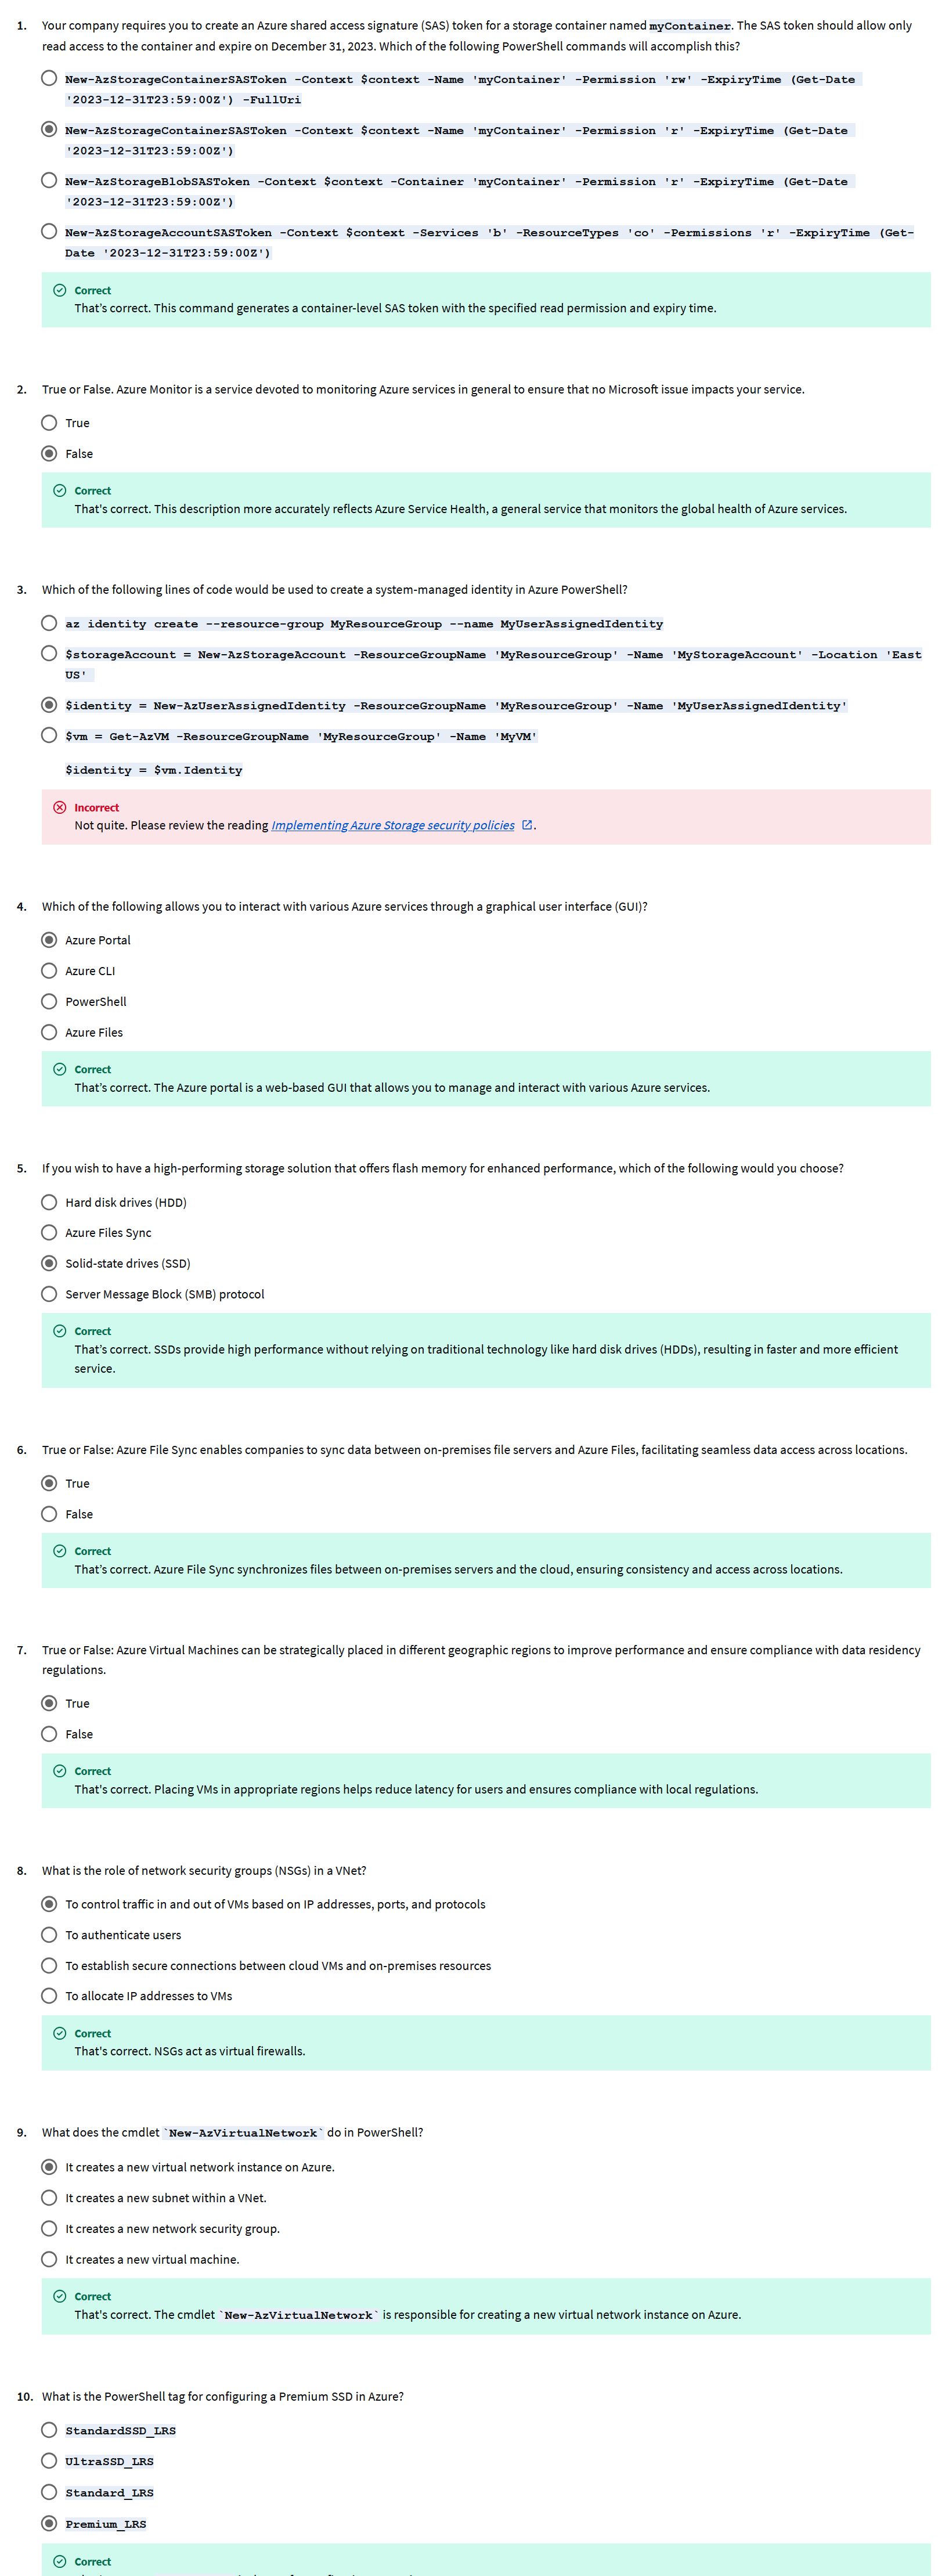 1. Your company requires you to create an Azure shared access signature (SAS) token for a storage container named myContainer. The SAS token should allow only
read access to the container and expire on December 31, 2023. Which of the following PowerShell commands will accomplish this?
New-AzStorageContainerSASToken -Context $context -Name 'myContainer' -Permission 'rw' -ExpiryTime (Get-Date
'2023-12-31T23:59:00Z') -FullUri
New-AzStorageContainerSASToken -Context $context -Name 'myContainer' -Permission 'r' -ExpiryTime (Get-Date
'2023-12-31T23:59:00Z')
New-AzStorageBlobSASToken -Context $context -Container 'myContainer' -Permission 'r' -ExpiryTime (Get-Date
'2023-12-31T23:59:00Z')
New-AzStorageAccountSASToken -Context $context -Services 'b' -ResourceTypes 'co' -Permissions 'r' -ExpiryTime (Get-
Date '2023-12-31T23:59:00Z')
Correct
That's correct. This command generates a container-level SAS token with the specified read permission and expiry time.
2. True or False. Azure Monitor is a service devoted to monitoring Azure services in general to ensure that no Microsoft issue impacts your service.
True
False
Correct
That's correct. This description more accurately reflects Azure Service Health, a general service that monitors the global health of Azure services.
3. Which of the following lines of code would be used to create a system-managed identity in Azure PowerShell?
az identity create --resource-group MyResourceGroup --name MyUserAssignedIdentity
$storageAccount = New-AzStorageAccount -ResourceGroupName 'MyResourceGroup' -Name 'MyStorageAccount' -Location 'East
US'
$identity = New-AzUserAssignedIdentity -ResourceGroupName 'MyResourceGroup' -Name 'MyUserAssignedIdentity'
$vm = Get-AzVM -ResourceGroupName 'MyResourceGroup' -Name 'MyVM'
$identity = $vm.Identity
Incorrect
Not quite. Please review the reading Implementing Azure Storage security policies.
4. Which of the following allows you to interact with various Azure services through a graphical user interface (GUI)?
Azure Portal
Azure CLI
PowerShell
Azure Files
Correct
That's correct. The Azure portal is a web-based GUI that allows you to manage and interact with various Azure services.
5. If you wish to have a high-performing storage solution that offers flash memory for enhanced performance, which of the following would you choose?
Hard disk drives (HDD)
Azure Files Sync
Solid-state drives (SSD)
Server Message Block (SMB) protocol
Correct
That's correct. SSDs provide high performance without relying on traditional technology like hard disk drives (HDDs), resulting in faster and more efficient
service.
6. True or False: Azure File Sync enables companies to sync data between on-premises file servers and Azure Files, facilitating seamless data access across locations.
True
False
Correct
That's correct. Azure File Sync synchronizes files between on-premises servers and the cloud, ensuring consistency and access across locations.
7. True or False: Azure Virtual Machines can be strategically placed in different geographic regions to improve performance and ensure compliance with data residency
regulations.
True
False
Correct
That's correct. Placing VMs in appropriate regions helps reduce latency for users and ensures compliance with local regulations.
8. What is the role of network security groups (NSGs) in a VNet?
To control traffic in and out of VMs based on IP addresses, ports, and protocols
To authenticate users
To establish secure connections between cloud VMs and on-premises resources
To allocate IP addresses to VMs
Correct
That's correct. NSGs act as virtual firewalls.
9. What does the cmdlet `New-AzVirtualNetwork` do in PowerShell?
It creates a new virtual network instance on Azure.
It creates a new subnet within a VNet.
It creates a new network security group.
It creates a new virtual machine.
Correct
That's correct. The cmdlet `New-AzVirtualNetwork` is responsible for creating a new virtual network instance on Azure.
10. What is the PowerShell tag for configuring a Premium SSD in Azure?
StandardSSD_LRS
UltraSSD_LRS
Standard_LRS
Premium_LRS
Correct